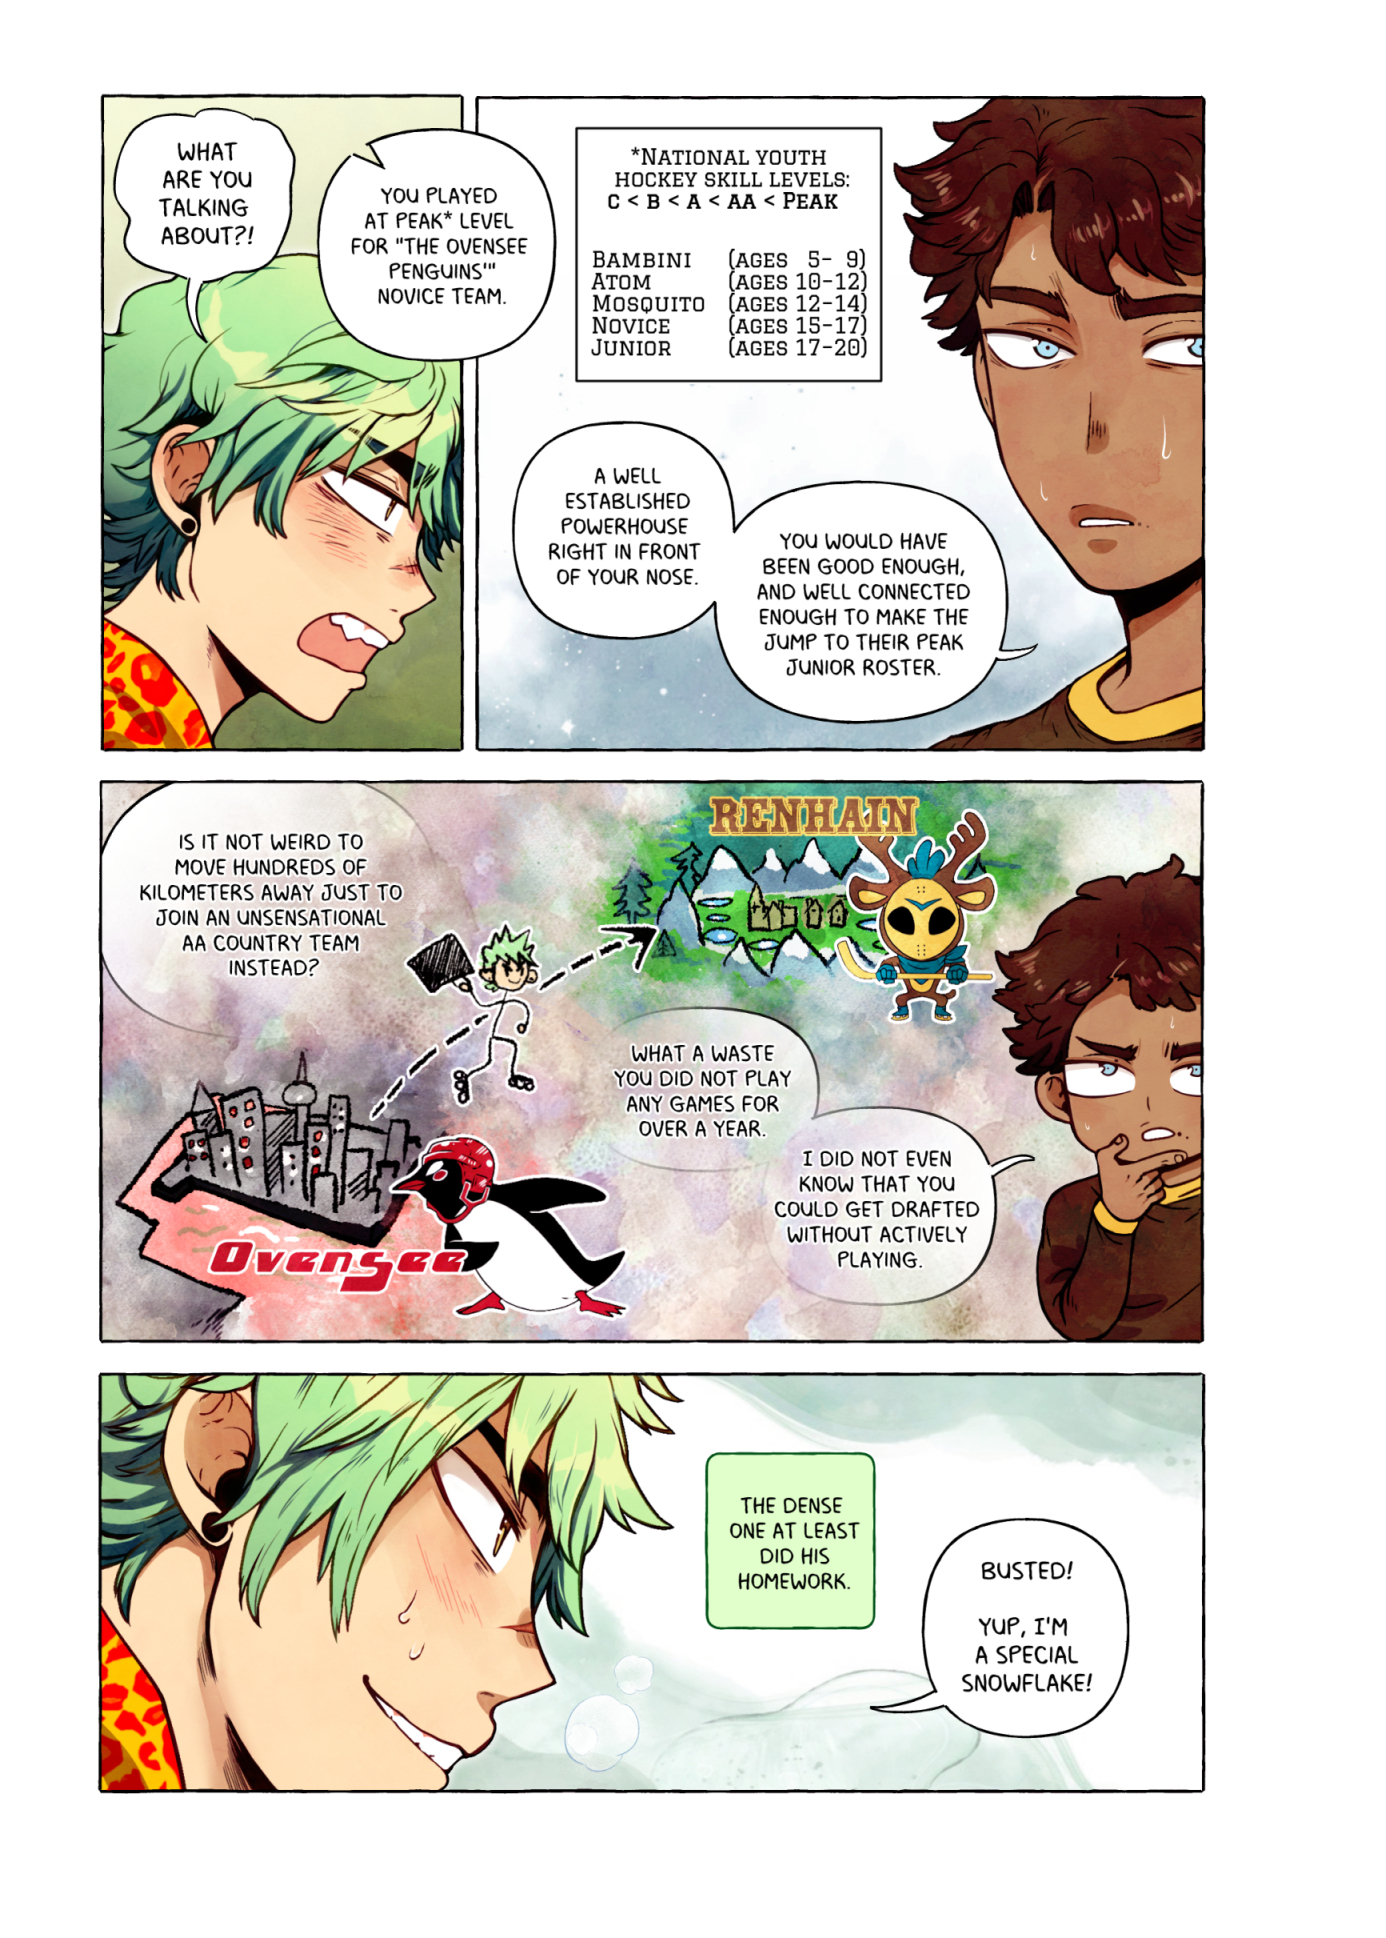 WHAT
ARE YOU
TALKING
ABOUT?!
YOU PLAYED
AT PEAK* LEVEL
FOR "THE OVENSEE
PENGUINS'"
NOVICE TEAM.
*NATIONAL YOUTH
HOCKEY SKILL LEVELS:
C < B < A < AA < PEAK
BAMBINI (AGES 5- 9)
ATOM (AGES 10-12)
MOSQUITO (AGES 12-14)
NOVICE (AGES 15-17)
JUNIOR (AGES 17-20)
A WELL
ESTABLISHED
POWERHOUSE
RIGHT IN FRONT
OF YOUR NOSE.
YOU WOULD HAVE
BEEN GOOD ENOUGH,
AND WELL CONNECTED
ENOUGH TO MAKE THE
JUMP TO THEIR PEAK
JUNIOR ROSTER.
IS IT NOT WEIRD TO
MOVE HUNDREDS OF
KILOMETERS AWAY JUST TO
JOIN AN UNSENSATIONAL
AA COUNTRY TEAM
INSTEAD?
RENHAIN
Ovensee
WHAT A WASTE
YOU DID NOT PLAY
ANY GAMES FOR
OVER A YEAR.
I DID NOT EVEN
KNOW THAT YOU
COULD GET DRAFTED
WITHOUT ACTIVELY
PLAYING.
THE DENSE
ONE AT LEAST
DID HIS
HOMEWORK.
BUSTED!
YUP, I'M
A SPECIAL
SNOWFLAKE!